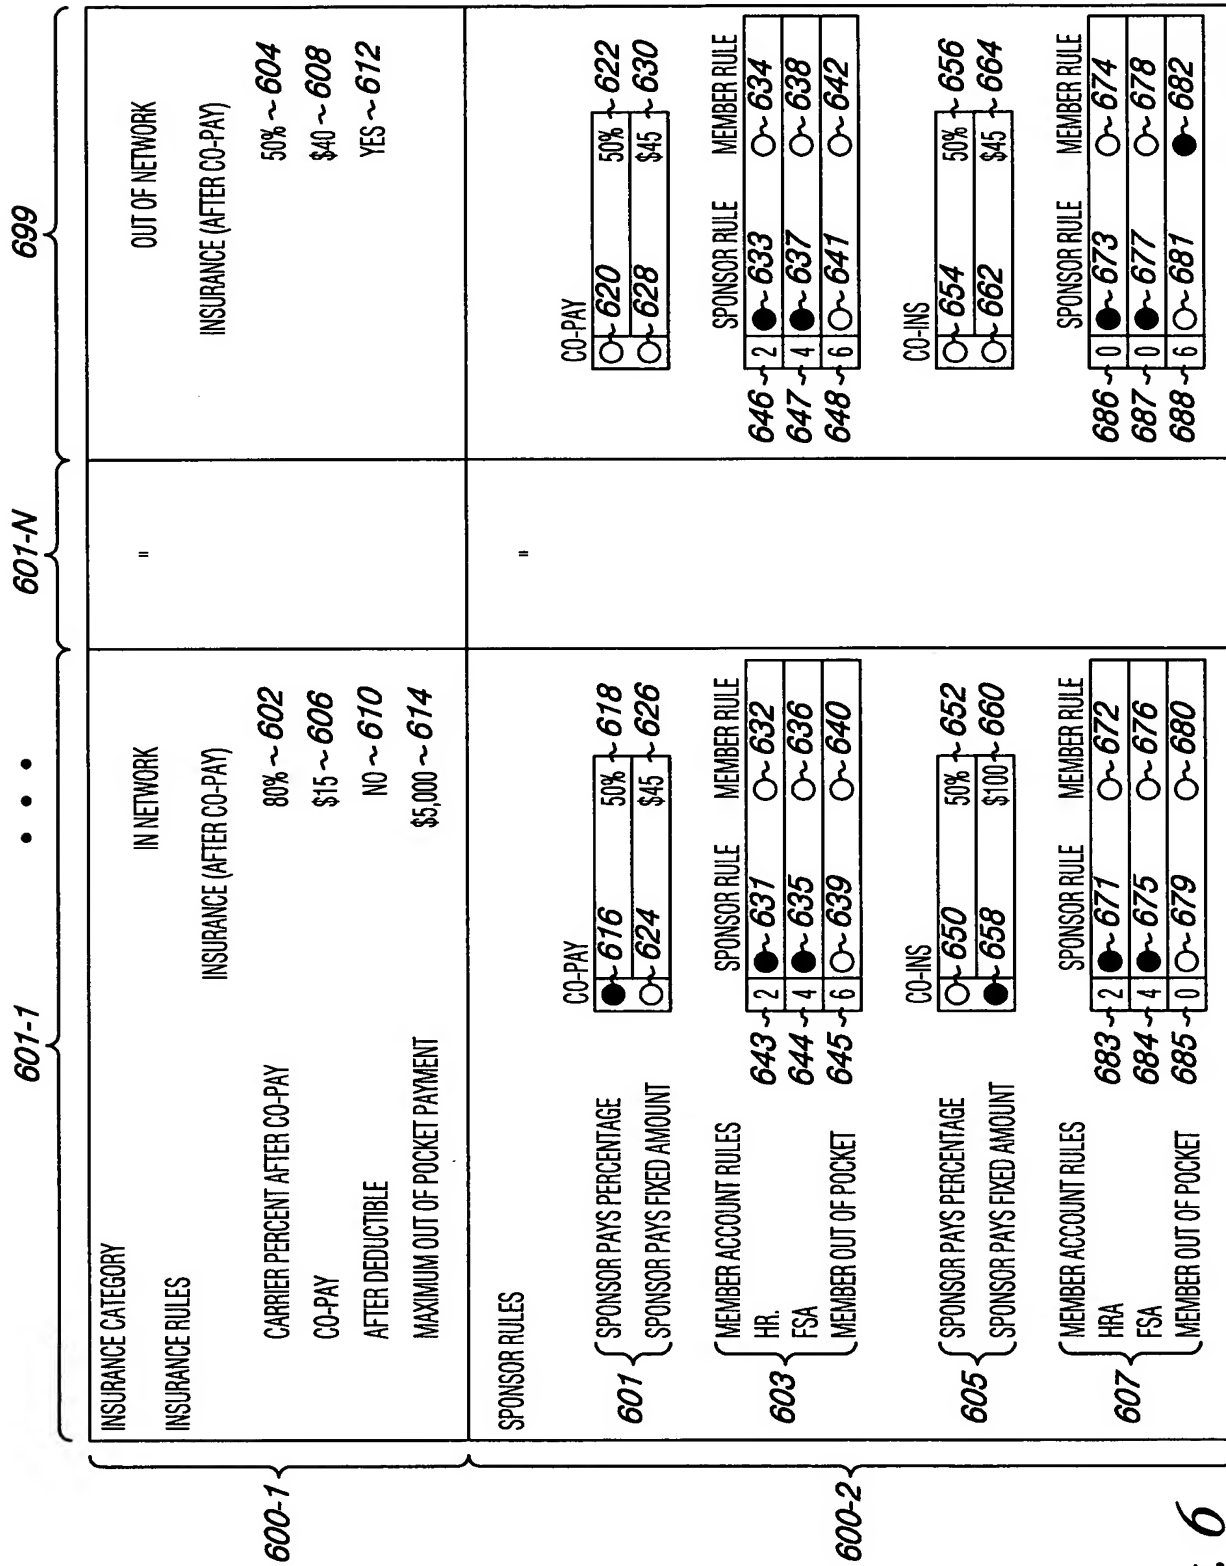 601-1 • • • 601-N 699
INSURANCE CATEGORY IN NETWORK " OUT OF NETWORK
INSURANCE RULES
INSURANCE (AFTER CO-PAY) INSURANCE (AFTER CO-PAY)
CARRIER PERCENT AFTER CO-PAY 80% ~ 602 50% ~ 604
CO-PAY $15 ~ 606 $40 ~ 608
AFTER DEDUCTIBLE NO ~ 610 YES ~ 612
MAXIMUM OUT OF POCKET PAYMENT $5,000 ~ 614
600-1
SPONSOR RULES "
CO-PAY CO-PAY
601 SPONSOR PAYS PERCENTAGE 616 50% 618 620 50% 622
SPONSOR PAYS FIXED AMOUNT 624 $45 626 628 $45 630
MEMBER ACCOUNT RULES SPONSOR RULE MEMBER RULE SPONSOR RULE MEMBER RULE
HR. 643 2 631 632 646 2 633 634
603 FSA 644 4 635 636 647 4 637 638
MEMBER OUT OF POCKET 645 6 639 640 648 6 641 642
600-2
CO-INS CO-INS
605 SPONSOR PAYS PERCENTAGE 650 50% 652 654 50% 656
SPONSOR PAYS FIXED AMOUNT 658 $100 660 662 $45 664
MEMBER ACCOUNT RULES SPONSOR RULE MEMBER RULE SPONSOR RULE MEMBER RULE
HRA 683 2 671 672 686 0 673 674
607 FSA 684 4 675 676 687 0 677 678
MEMBER OUT OF POCKET 685 0 679 680 688 6 681 682
. 6